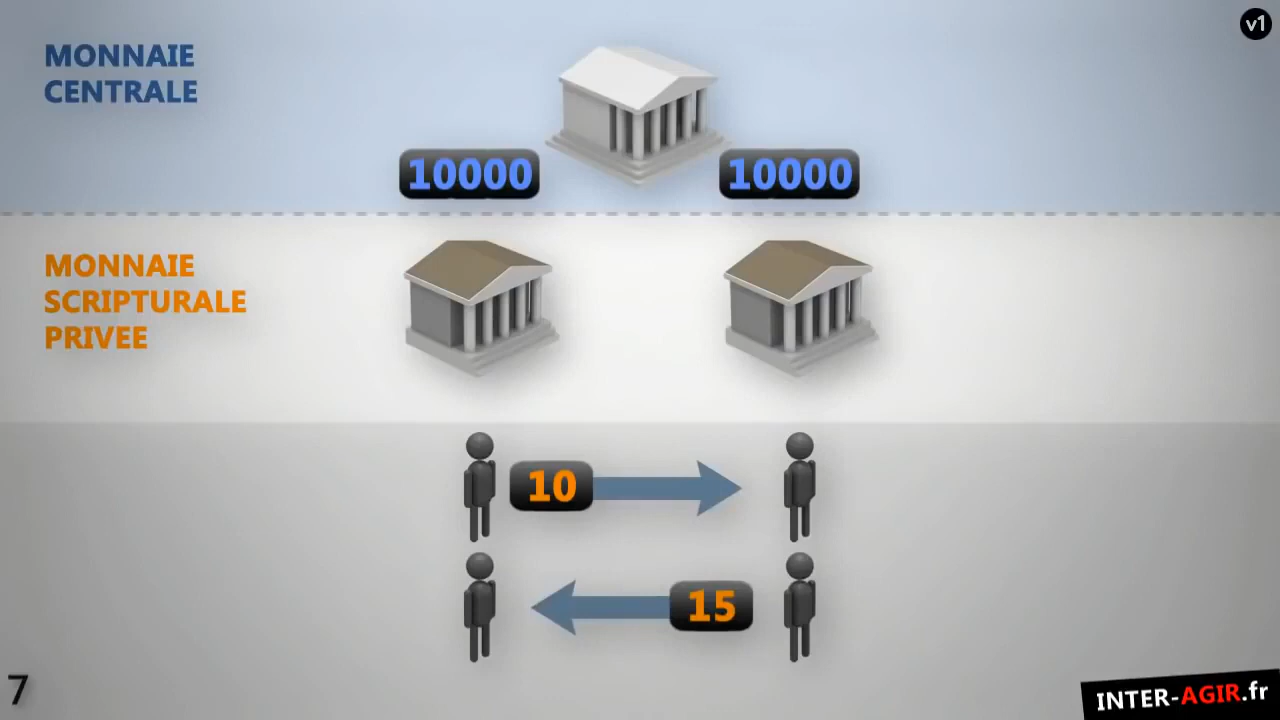 MONNAIE
CENTRALE
v1
10000
10000
MONNAIE
SCRIPTURALE
PRIVEE
10
15
7
INTER-AGIR.fr